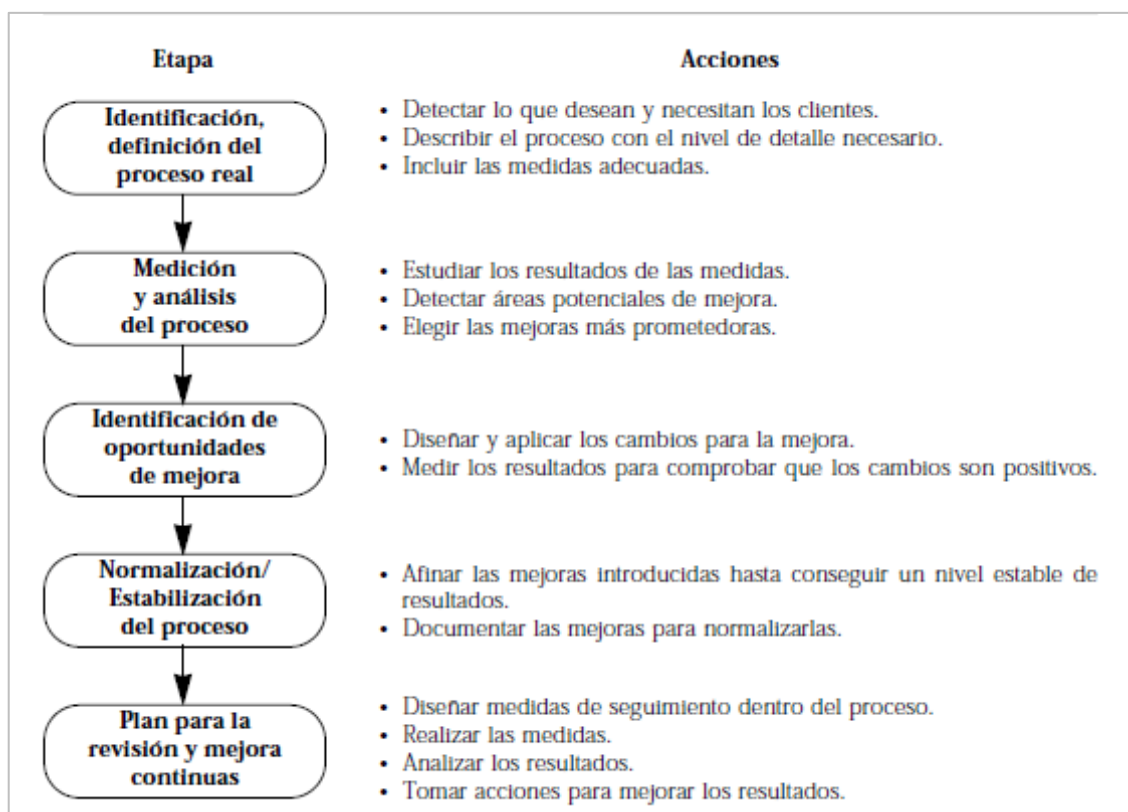 Etapa
Acciones
Identificación,
definición del
proceso real
• Detectar lo que desean y necesitan los clientes.
• Describir el proceso con el nivel de detalle necesario.
• Incluir las medidas adecuadas.
Medición
y análisis
del proceso
• Estudiar los resultados de las medidas.
• Detectar áreas potenciales de mejora.
• Elegir las mejoras más prometedoras.
Identificación de
oportunidades
de mejora
• Diseñar y aplicar los cambios para la mejora.
• Medir los resultados para comprobar que los cambios son positivos.
Normalización/
Estabilización
del proceso
• Afinar las mejoras introducidas hasta conseguir un nivel estable de
resultados.
• Documentar las mejoras para normalizarlas.
Plan para la
revisión y mejora
continuas
• Diseñar medidas de seguimiento dentro del proceso.
• Realizar las medidas.
• Analizar los resultados.
• Tomar acciones para mejorar los resultados.